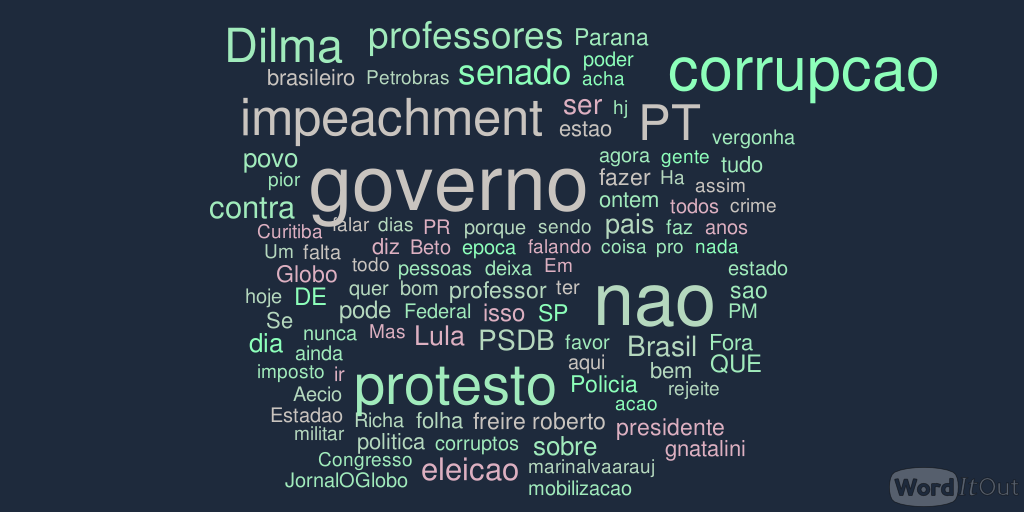 Dilma professores Parana corrupcao
brasileiro Petrobras senado poder acha
impeachment ser hj estao PT vergonha
povo pior governo agora gente tudo
fazer Ha assim
contra ontem todos crime
Curitiba falar dias PR porque sendo pais faz anos
Um falta diz Beto epoca falando coisa pro nada
Globo todo pessoas deixa Em estado
hoje DE quer bom professor ter nao sao
Se pode Federal isso SP PM
dia nunca Mas Lula PSDB favor Brasil Fora
ainda aqui bem QUE
imposto ir protesto Policia rejeite
Aecio acao
Estadao Richa folha freire roberto presidente
militar politica corruptos sobre gnatalini
Congresso eleicao marinalvaarauj
JornalOGlobo mobilizacao
WordItOut